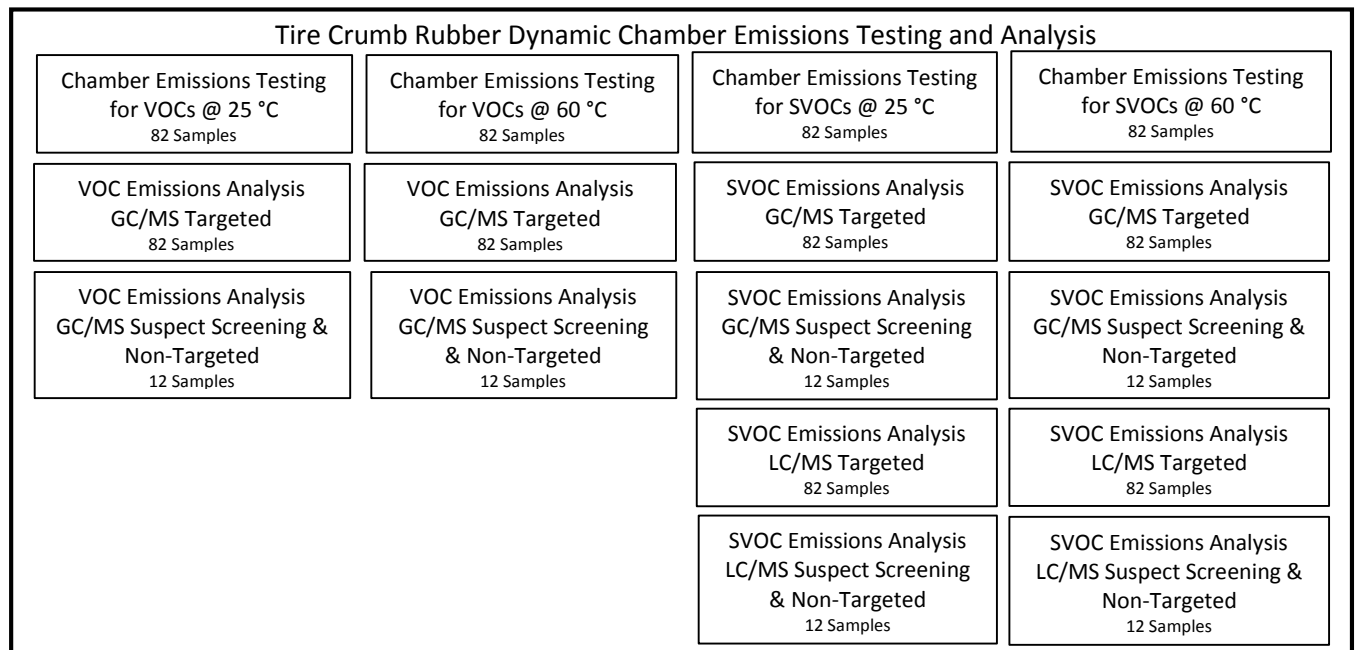 Tire Crumb Rubber Dynamic Chamber Emissions Testing and Analysis
Chamber Emissions Testing
for VOCs @ 25 °C
82 Samples
Chamber Emissions Testing
for VOCs @ 60 °C
82 Samples
Chamber Emissions Testing
for SVOCs @ 25 °C
82 Samples
Chamber Emissions Testing
for SVOCs @ 60 °C
82 Samples
VOC Emissions Analysis
GC/MS Targeted
82 Samples
VOC Emissions Analysis
GC/MS Targeted
82 Samples
SVOC Emissions Analysis
GC/MS Targeted
82 Samples
SVOC Emissions Analysis
GC/MS Targeted
82 Samples
VOC Emissions Analysis
GC/MS Suspect Screening &
Non-Targeted
12 Samples
VOC Emissions Analysis
GC/MS Suspect Screening
& Non-Targeted
12 Samples
SVOC Emissions Analysis
GC/MS Suspect Screening
& Non-Targeted
12 Samples
SVOC Emissions Analysis
GC/MS Suspect Screening &
Non-Targeted
12 Samples
SVOC Emissions Analysis
LC/MS Targeted
82 Samples
SVOC Emissions Analysis
LC/MS Targeted
82 Samples
SVOC Emissions Analysis
LC/MS Suspect Screening
& Non-Targeted
12 Samples
SVOC Emissions Analysis
LC/MS Suspect Screening &
Non-Targeted
12 Samples